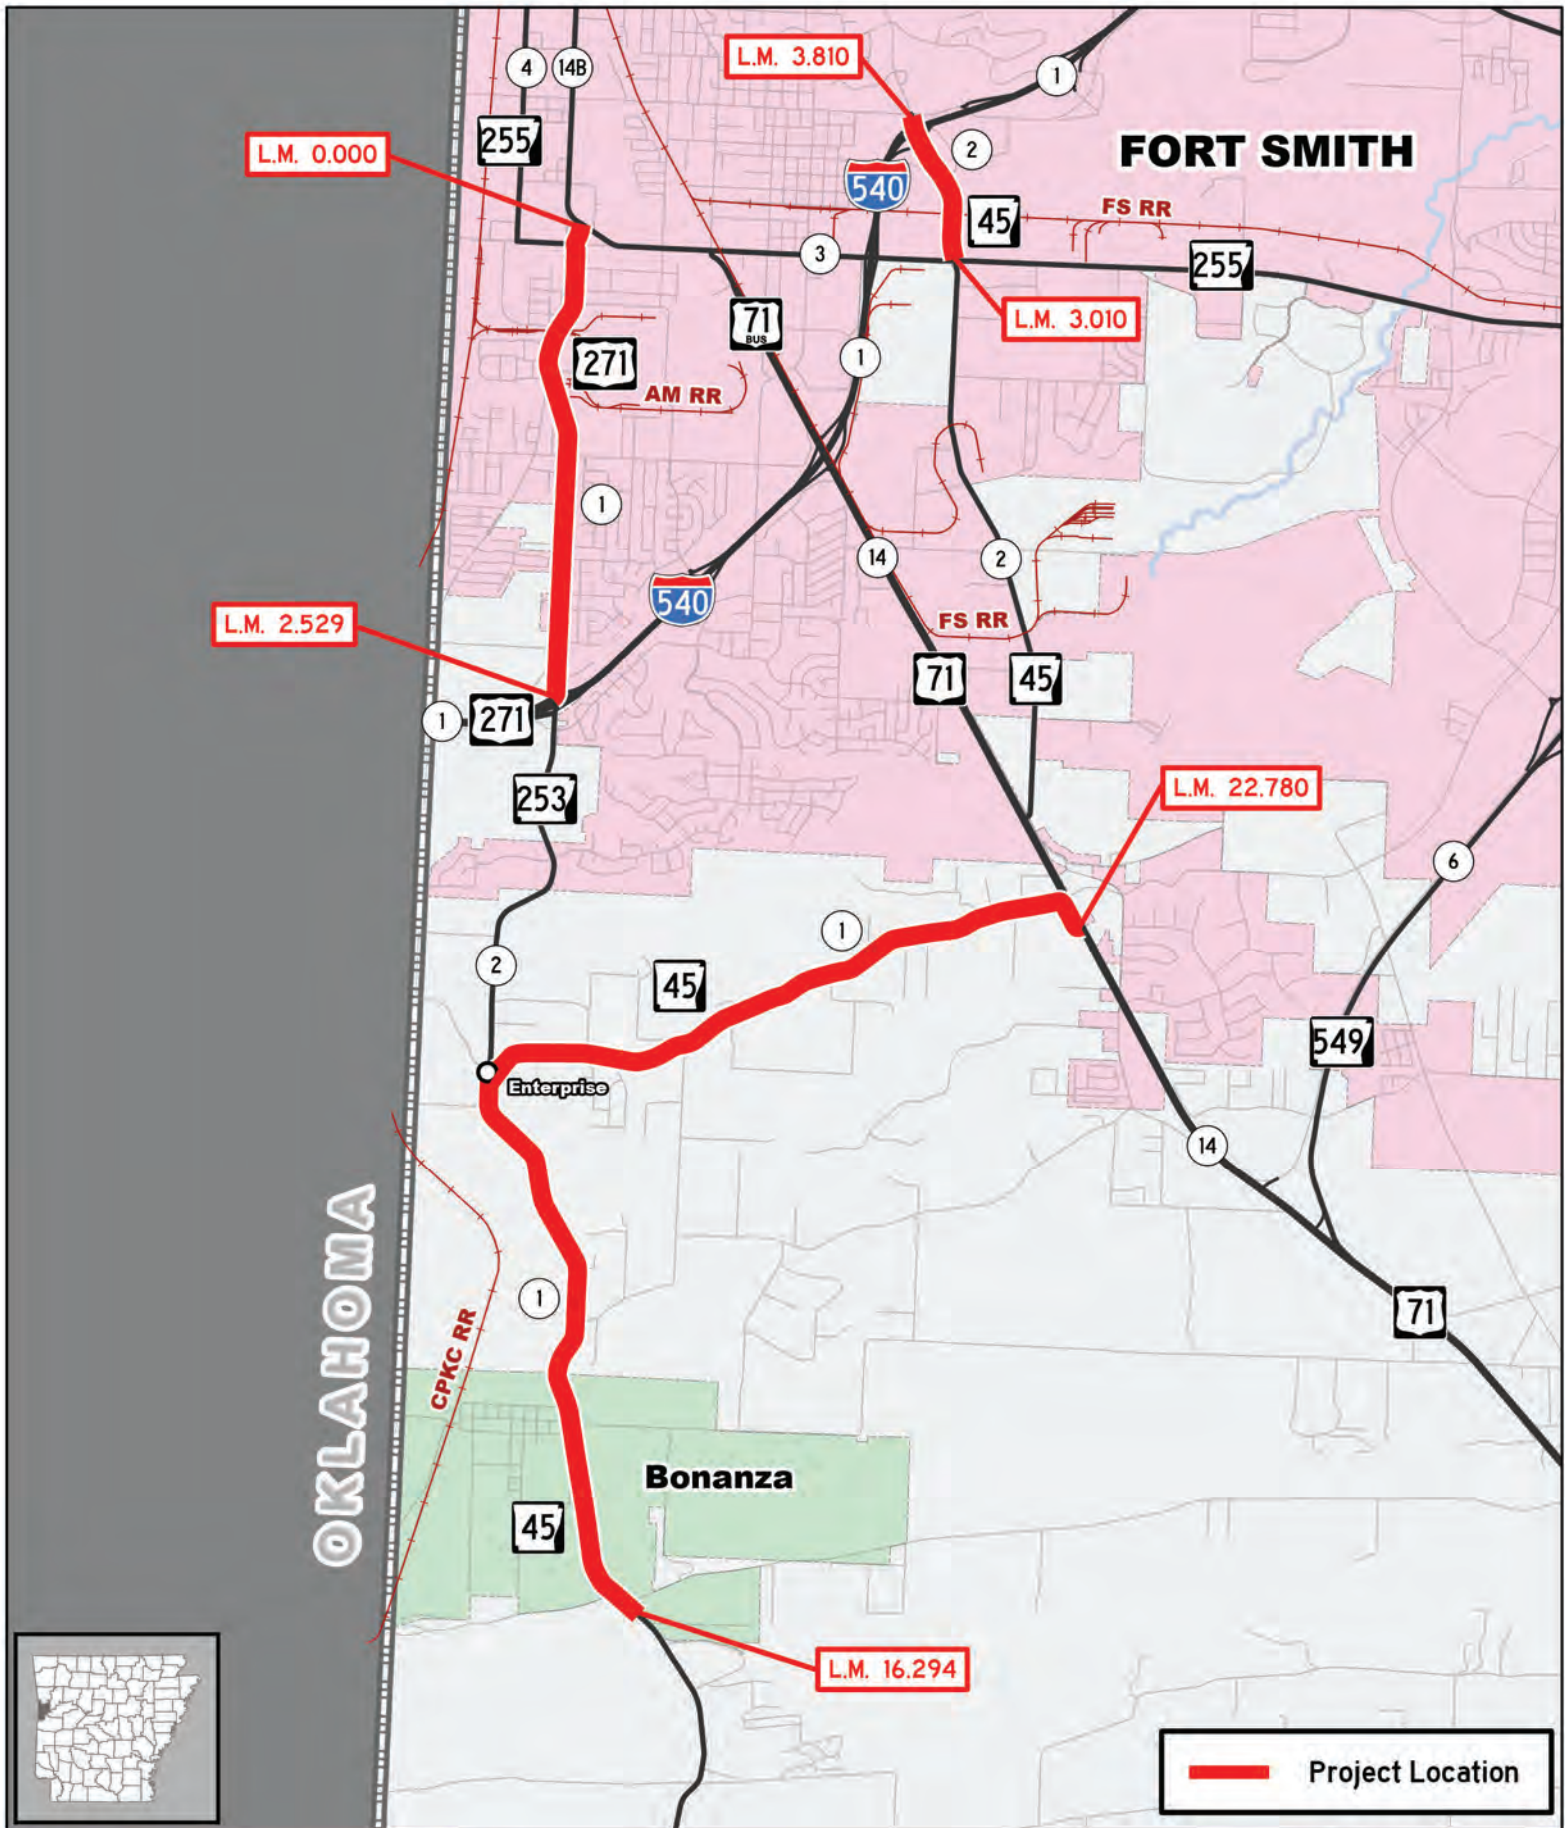 L.M. 3.810
4
14B
1
255
L.M. 0.000
FORT SMITH
2
540
FS RR
45
3
255
L.M. 3.010
71
BUS
271
1
AM RR
1
14
2
540
L.M. 2.529
FS RR
71
45
1
271
253
L.M. 22.780
6
1
2
45
549
Enterprise
14
OKLAHOMA
1
71
CPKC RR
Bonanza
45
L.M. 16.294
Project Location